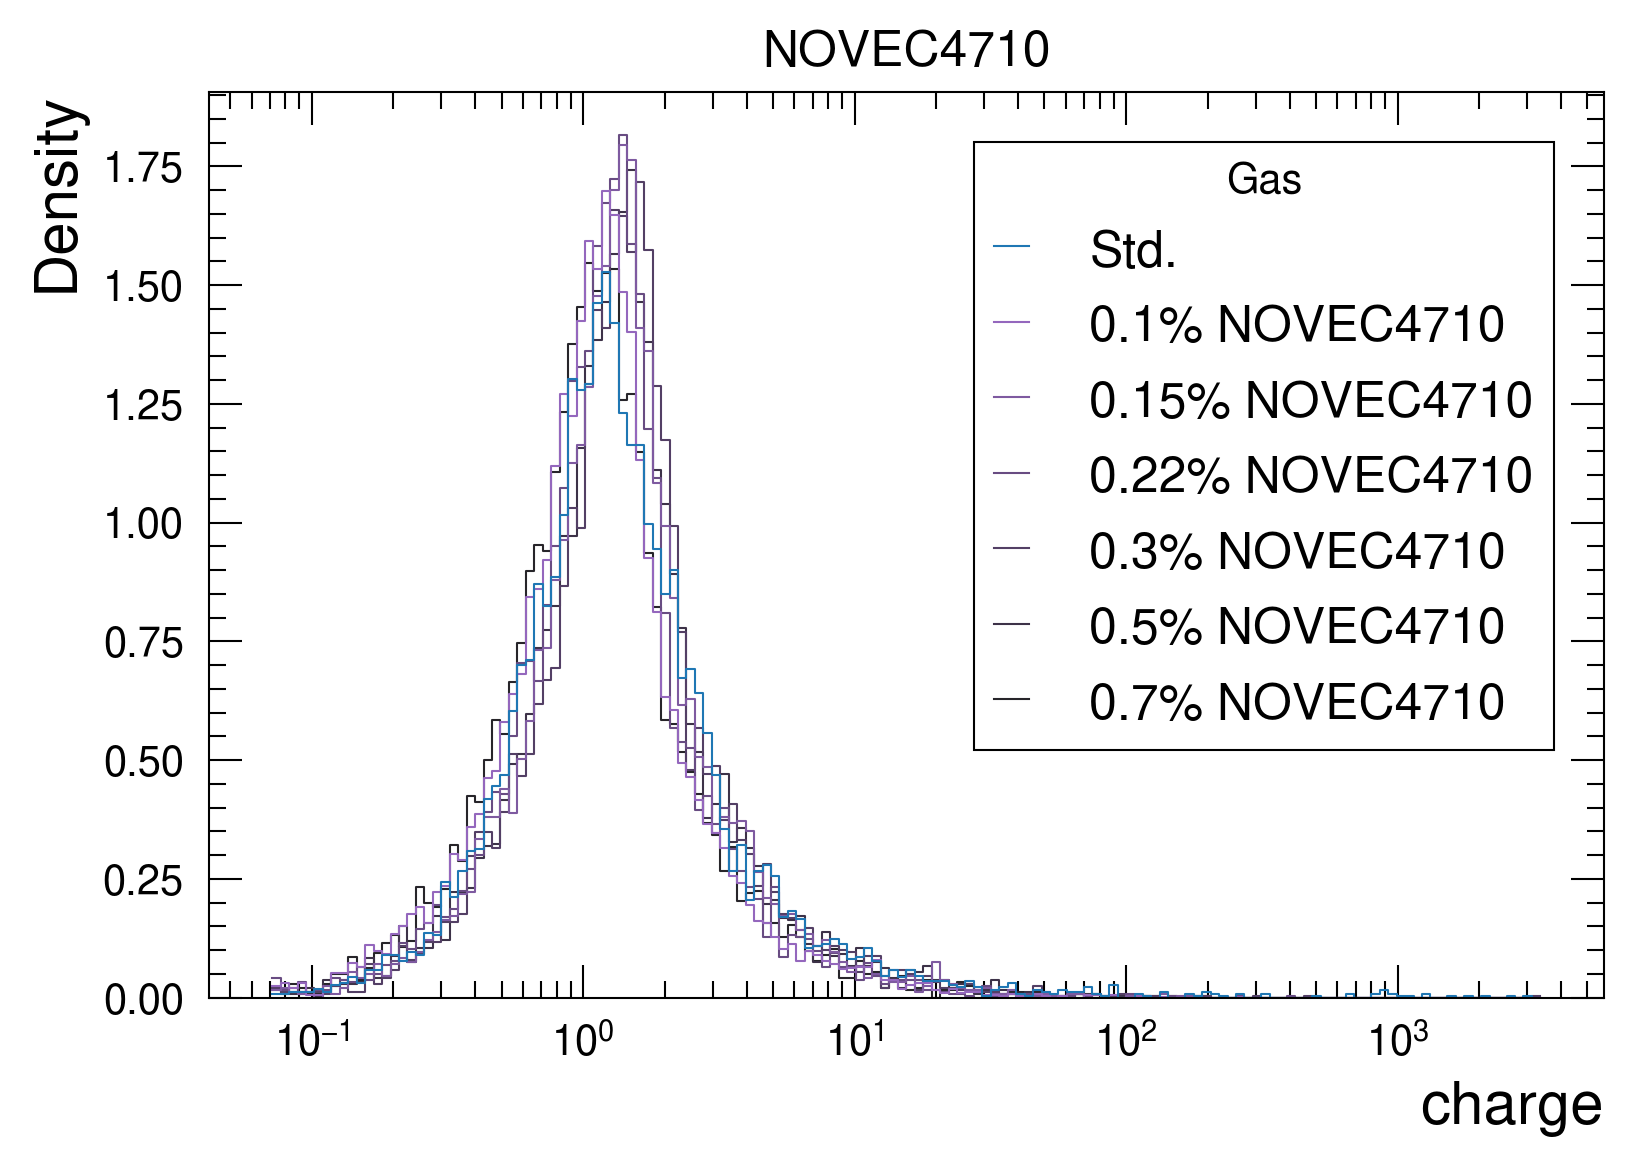 NOVEC4710
Density
1.75
1.50
1.25
1.00
0.75
0.50
0.25
0.00
Gas
Std.
0.1% NOVEC4710
0.15% NOVEC4710
0.22% NOVEC4710
0.3% NOVEC4710
0.5% NOVEC4710
0.7% NOVEC4710
10⁻¹ 10⁰ 10¹ 10² 10³
charge